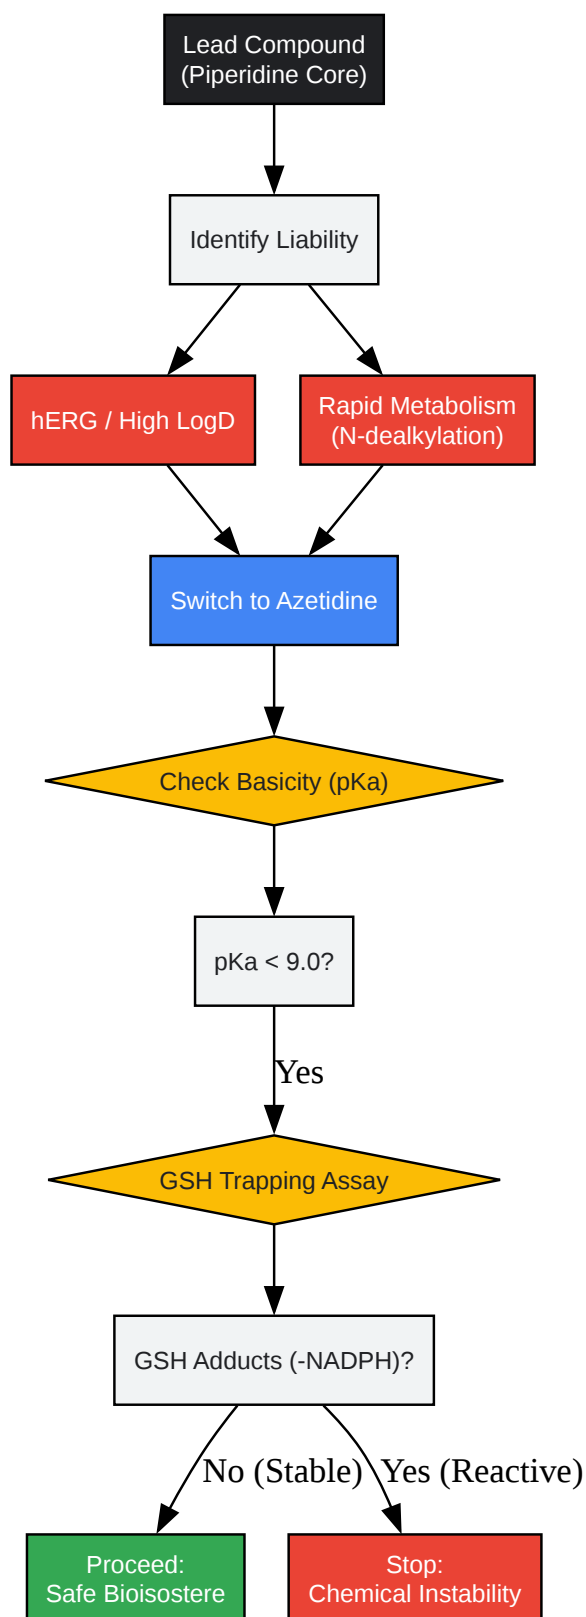 Lead Compound
(Piperidine Core)
Identify Liability
hERG / High LogD
Rapid Metabolism
(N-dealkylation)
Switch to Azetidine
Check Basicity (pKa)
pKa < 9.0?
Yes
GSH Trapping Assay
GSH Adducts (-NADPH)?
No (Stable)
Yes (Reactive)
Proceed:
Safe Bioisostere
Stop:
Chemical Instability